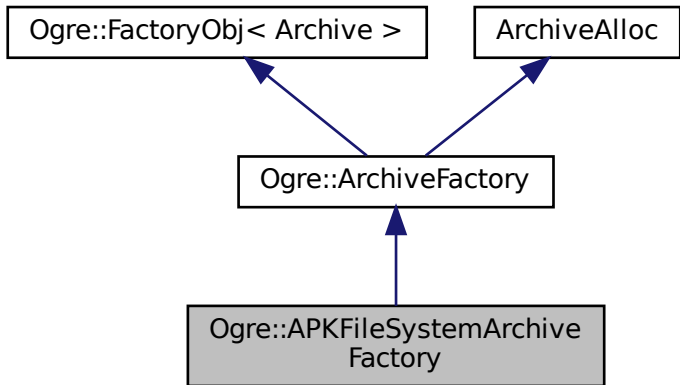 Ogre::FactoryObj< Archive >
ArchiveAlloc
Ogre::ArchiveFactory
Ogre::APKFileSystemArchive
Factory